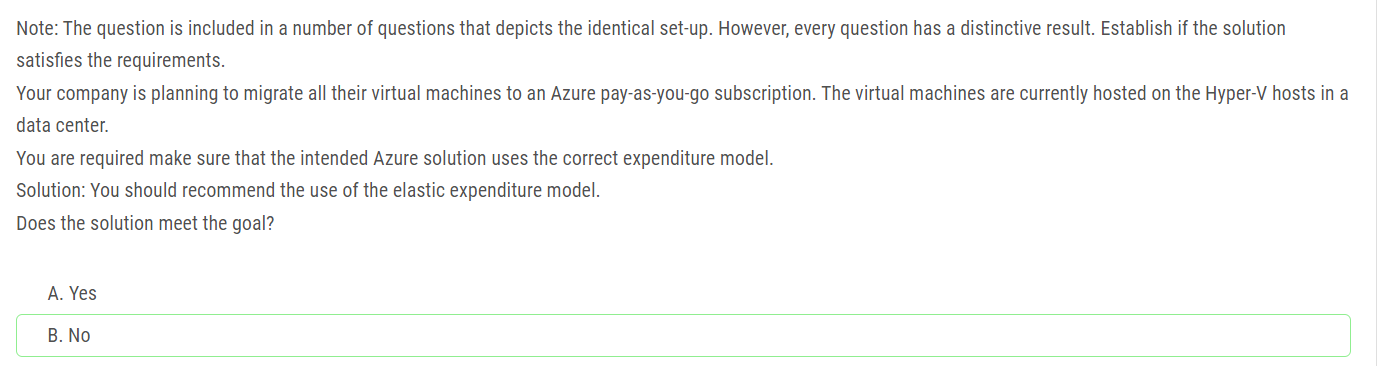 Note: The question is included in a number of questions that depicts the identical set-up. However, every question has a distinctive result. Establish if the solution
satisfies the requirements.
Your company is planning to migrate all their virtual machines to an Azure pay-as-you-go subscription. The virtual machines are currently hosted on the Hyper-V hosts in a
data center.
You are required make sure that the intended Azure solution uses the correct expenditure model.
Solution: You should recommend the use of the elastic expenditure model.
Does the solution meet the goal?
A. Yes
B. No